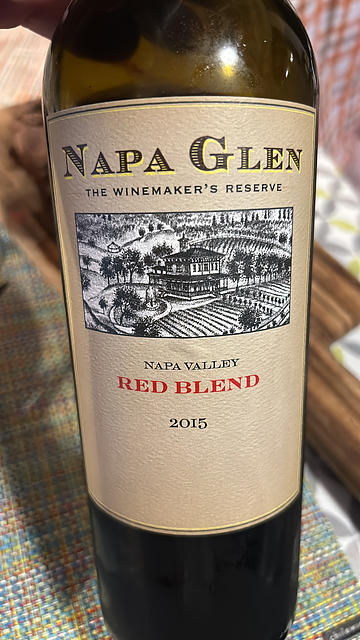 NAPA GLEN
THE WINEMAKER'S RESERVE
NAPA VALLEY
RED BLEND
2015